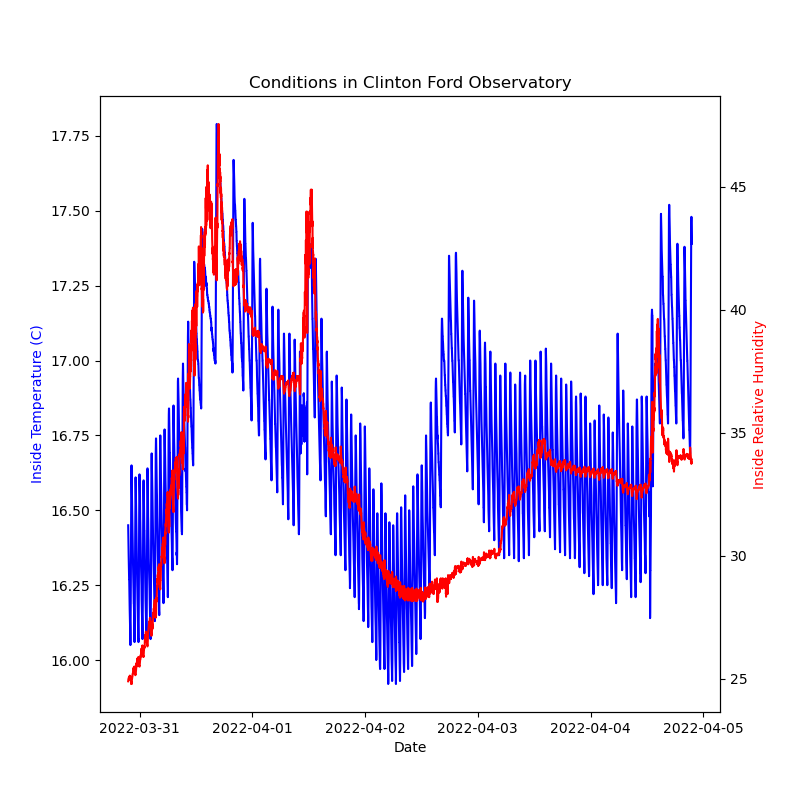 Conditions in Clinton Ford Observatory
Inside Temperature (C)
17.75
17.50
17.25
17.00
16.75
16.50
16.25
16.00
45
40
35
30
25
Inside Relative Humidity
2022-03-31 2022-04-01 2022-04-02 2022-04-03 2022-04-04 2022-04-05
Date